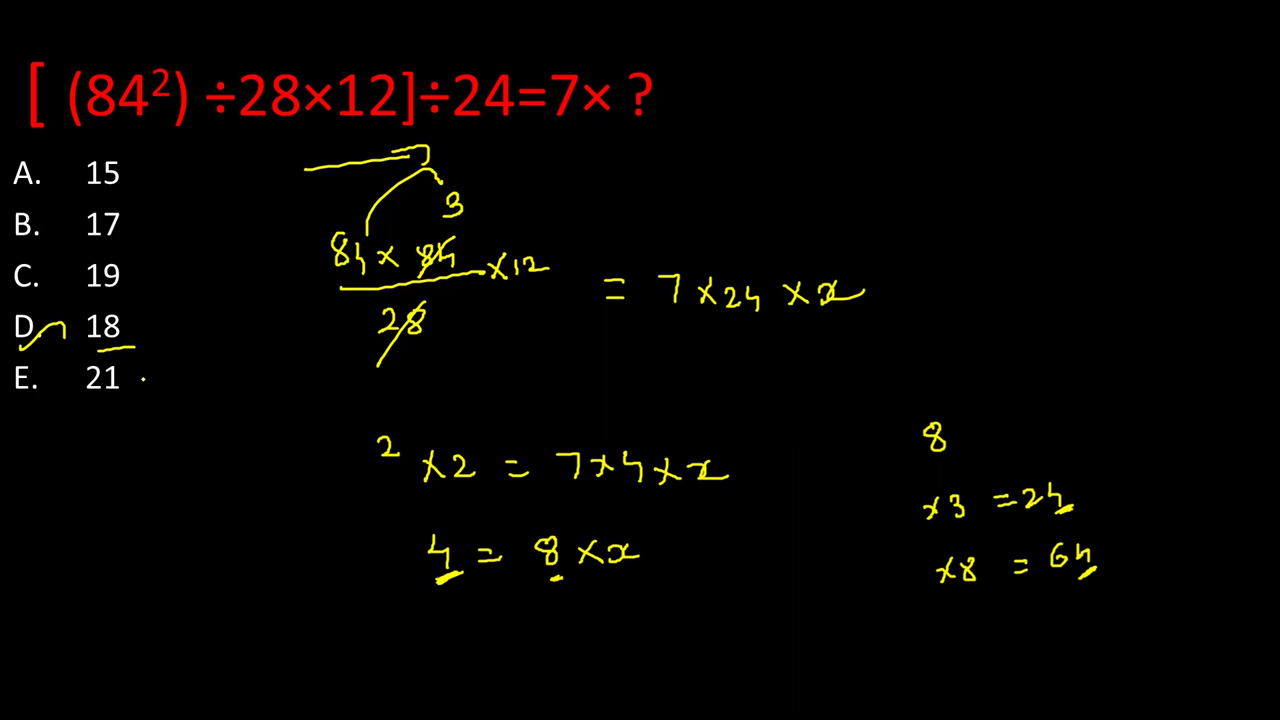 [ (84²) ÷28×12]÷24=7× ?
A. 15
B. 17
C. 19
D. 18
E. 21
3
84 × 84 ×12
28
= 7 ×24 × x
2 ×2 = 7×4×x
4 = 8 ×x
8
×3 =24
×8 = 64